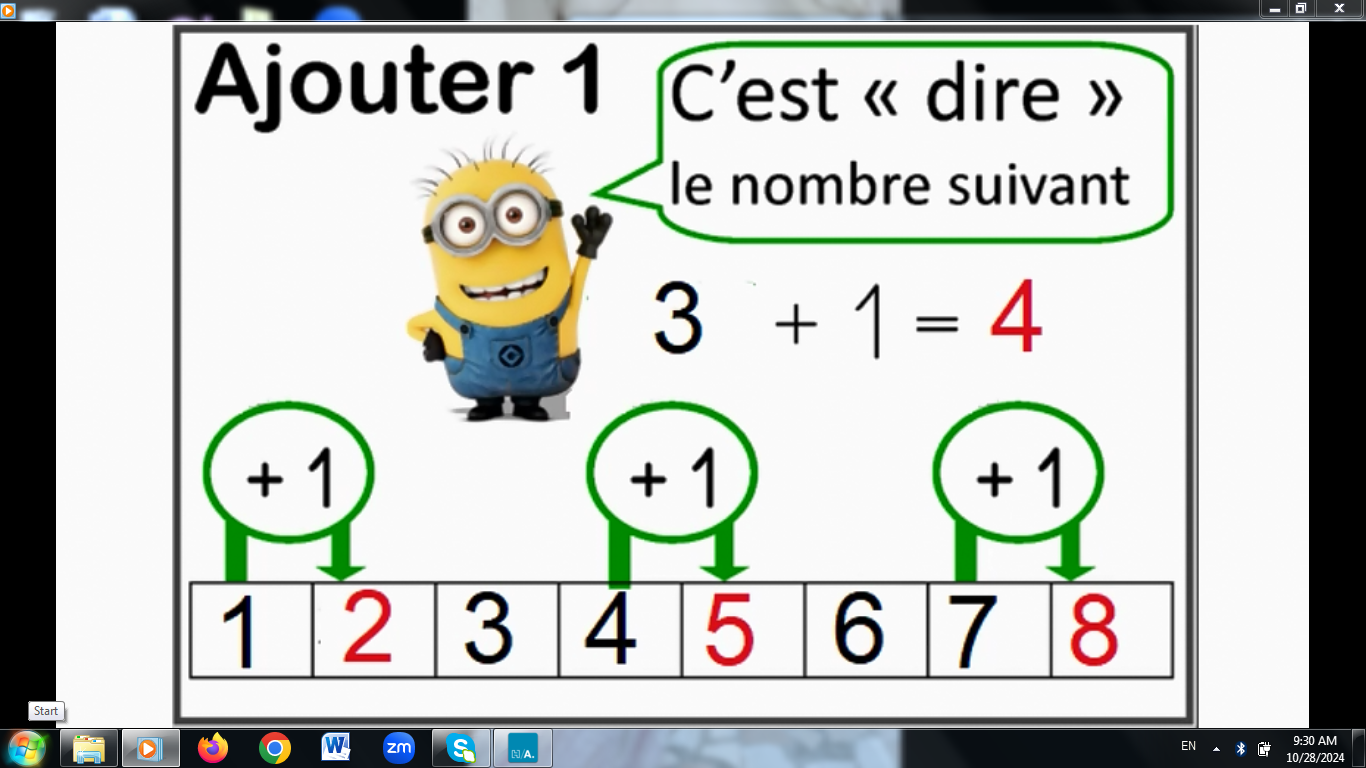 Ajouter 1
C'est « dire »
le nombre suivant
3 + 1 = 4
+ 1
+ 1
+ 1
1 2 3 4 5 6 7 8
Start
W
zm
S
N/A.
EN
9:30 AM
10/28/2024